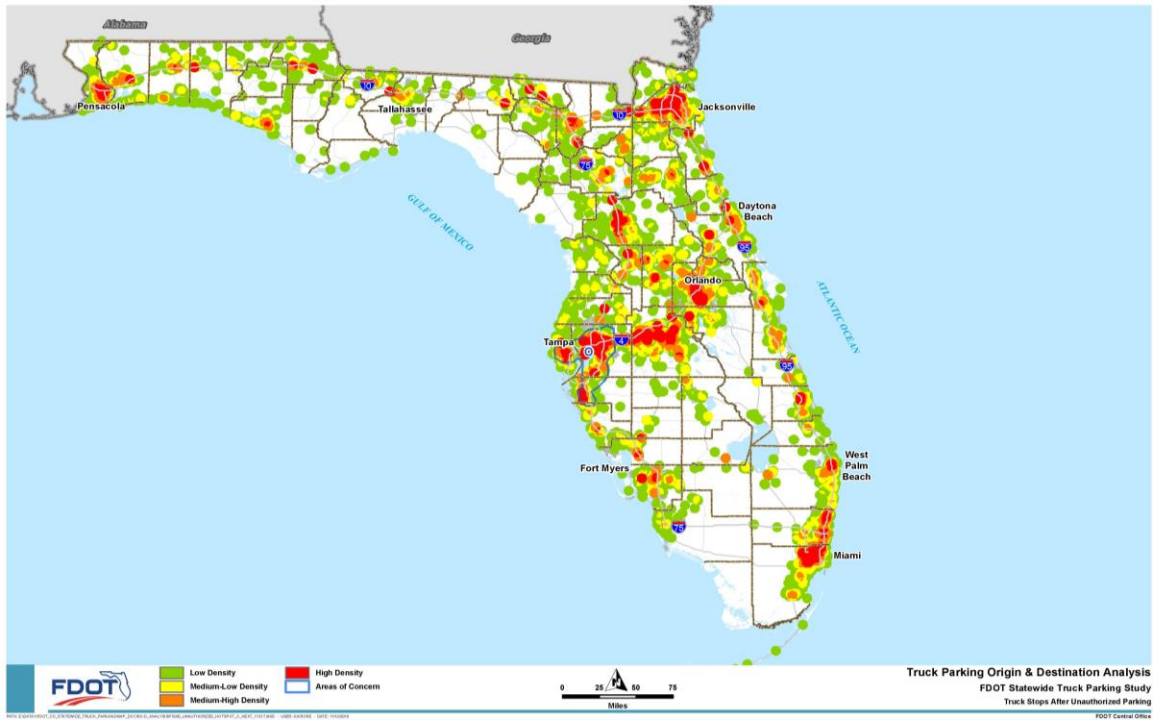 Alabama
Georgia
10
Pensacola
Tallahassee
10
Jacksonville
75
GULF OF MEXICO
Daytona
Beach
95
Orlando
ATLANTIC OCEAN
Tampa
4
95
Fort Myers
West
Palm
Beach
75
Miami
FDOT
Low Density
Medium-Low Density
Medium-High Density
High Density
Areas of Concern
N
0 25 50 75
Miles
Truck Parking Origin & Destination Analysis
FDOT Statewide Truck Parking Study
Truck Stops After Unauthorized Parking
FDOT Central Office